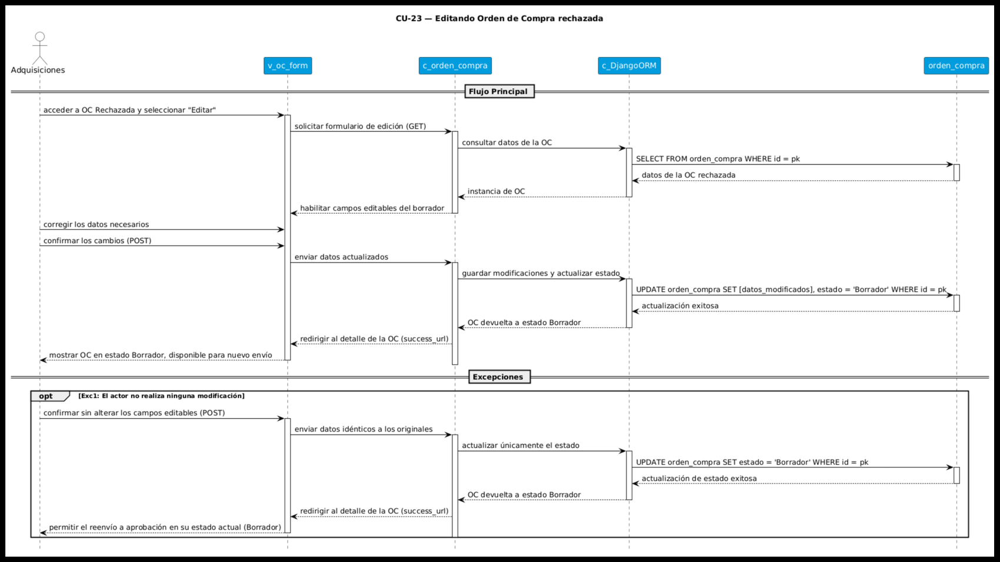 CU-23 — Editando Orden de Compra rechazada
Adquisiciones
v_oc_form
c_orden_compra
c_DjangoORM
orden_compra
Flujo Principal
acceder a OC Rechazada y seleccionar "Editar"
solicitar formulario de edición (GET)
consultar datos de la OC
SELECT FROM orden_compra WHERE id = pk
datos de la OC rechazada
instancia de OC
habilitar campos editables del borrador
corregir los datos necesarios
confirmar los cambios (POST)
enviar datos actualizados
guardar modificaciones y actualizar estado
UPDATE orden_compra SET [datos_modificados], estado = 'Borrador' WHERE id = pk
actualización exitosa
OC devuelta a estado Borrador
redirigir al detalle de la OC (success_url)
mostrar OC en estado Borrador, disponible para nuevo envío
Excepciones
opt [Exc1: El actor no realiza ninguna modificación]
confirmar sin alterar los campos editables (POST)
enviar datos idénticos a los originales
actualizar únicamente el estado
UPDATE orden_compra SET estado = 'Borrador' WHERE id = pk
actualización de estado exitosa
OC devuelta a estado Borrador
redirigir al detalle de la OC (success_url)
permitir el reenvío a aprobación en su estado actual (Borrador)